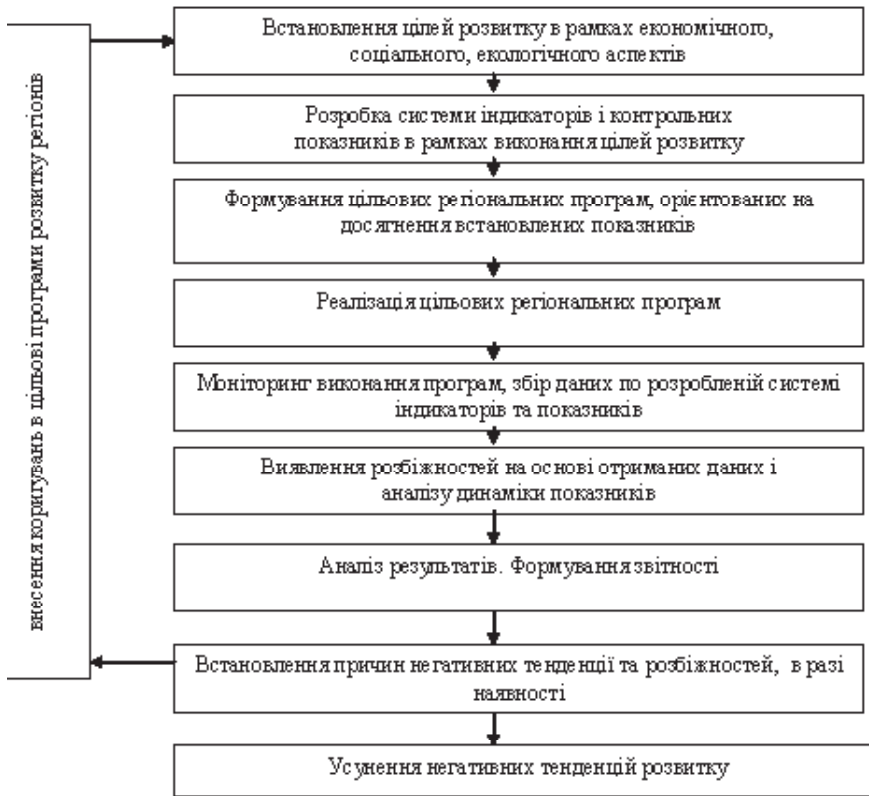 внесення коригувань в цільові програми розвитку регіонів
Встановлення цілей розвитку в рамках економічного,
соціального, екологічного аспектів
Розробка системи індикаторів і контрольних
показників в рамках виконання цілей розвитку
Формування цільових регіональних програм, орієнтованих на
досягнення встановлених показників
Реалізація цільових регіональних програм
Моніторинг виконання програм, збір даних по розробленій системі
індикаторів та показників
Виявлення розбіжностей на основі отриманих даних і
аналізу динаміки показників
Аналіз результатів. Формування звітності
Встановлення причин негативних тенденції та розбіжностей, в разі
наявності
Усунення негативних тенденцій розвитку